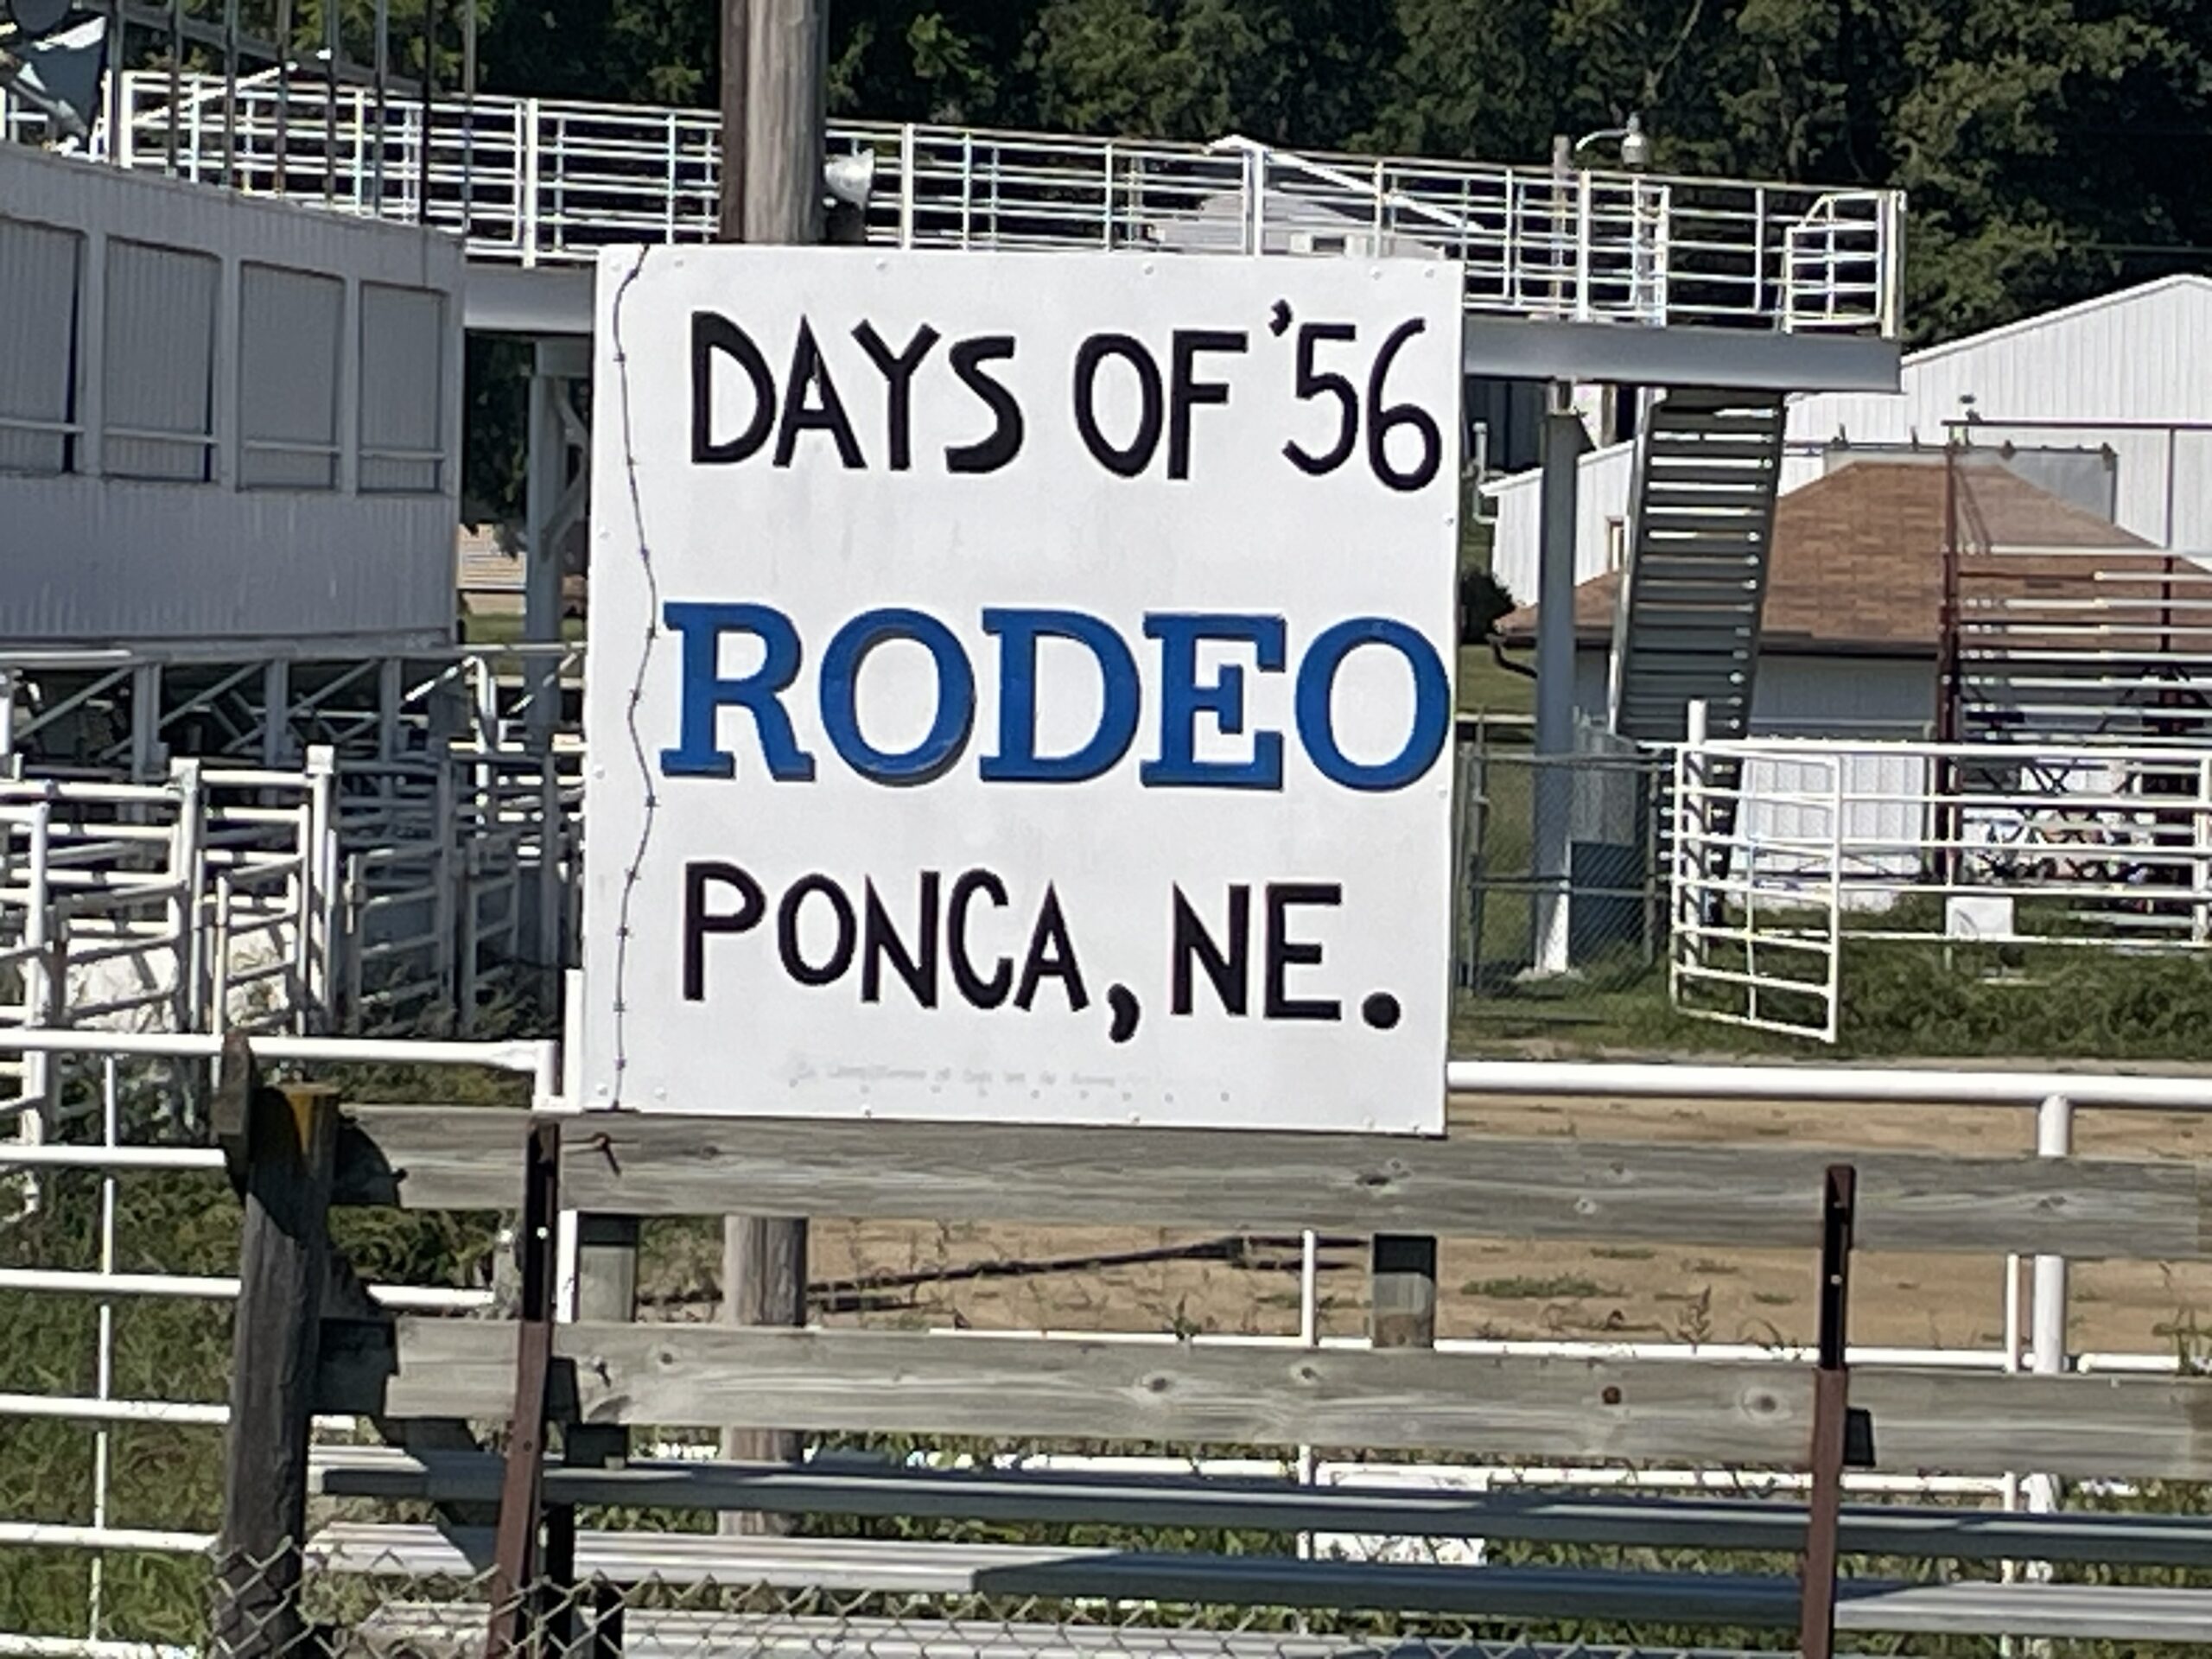 DAYS OF '56
RODEO
PONCA, NE.